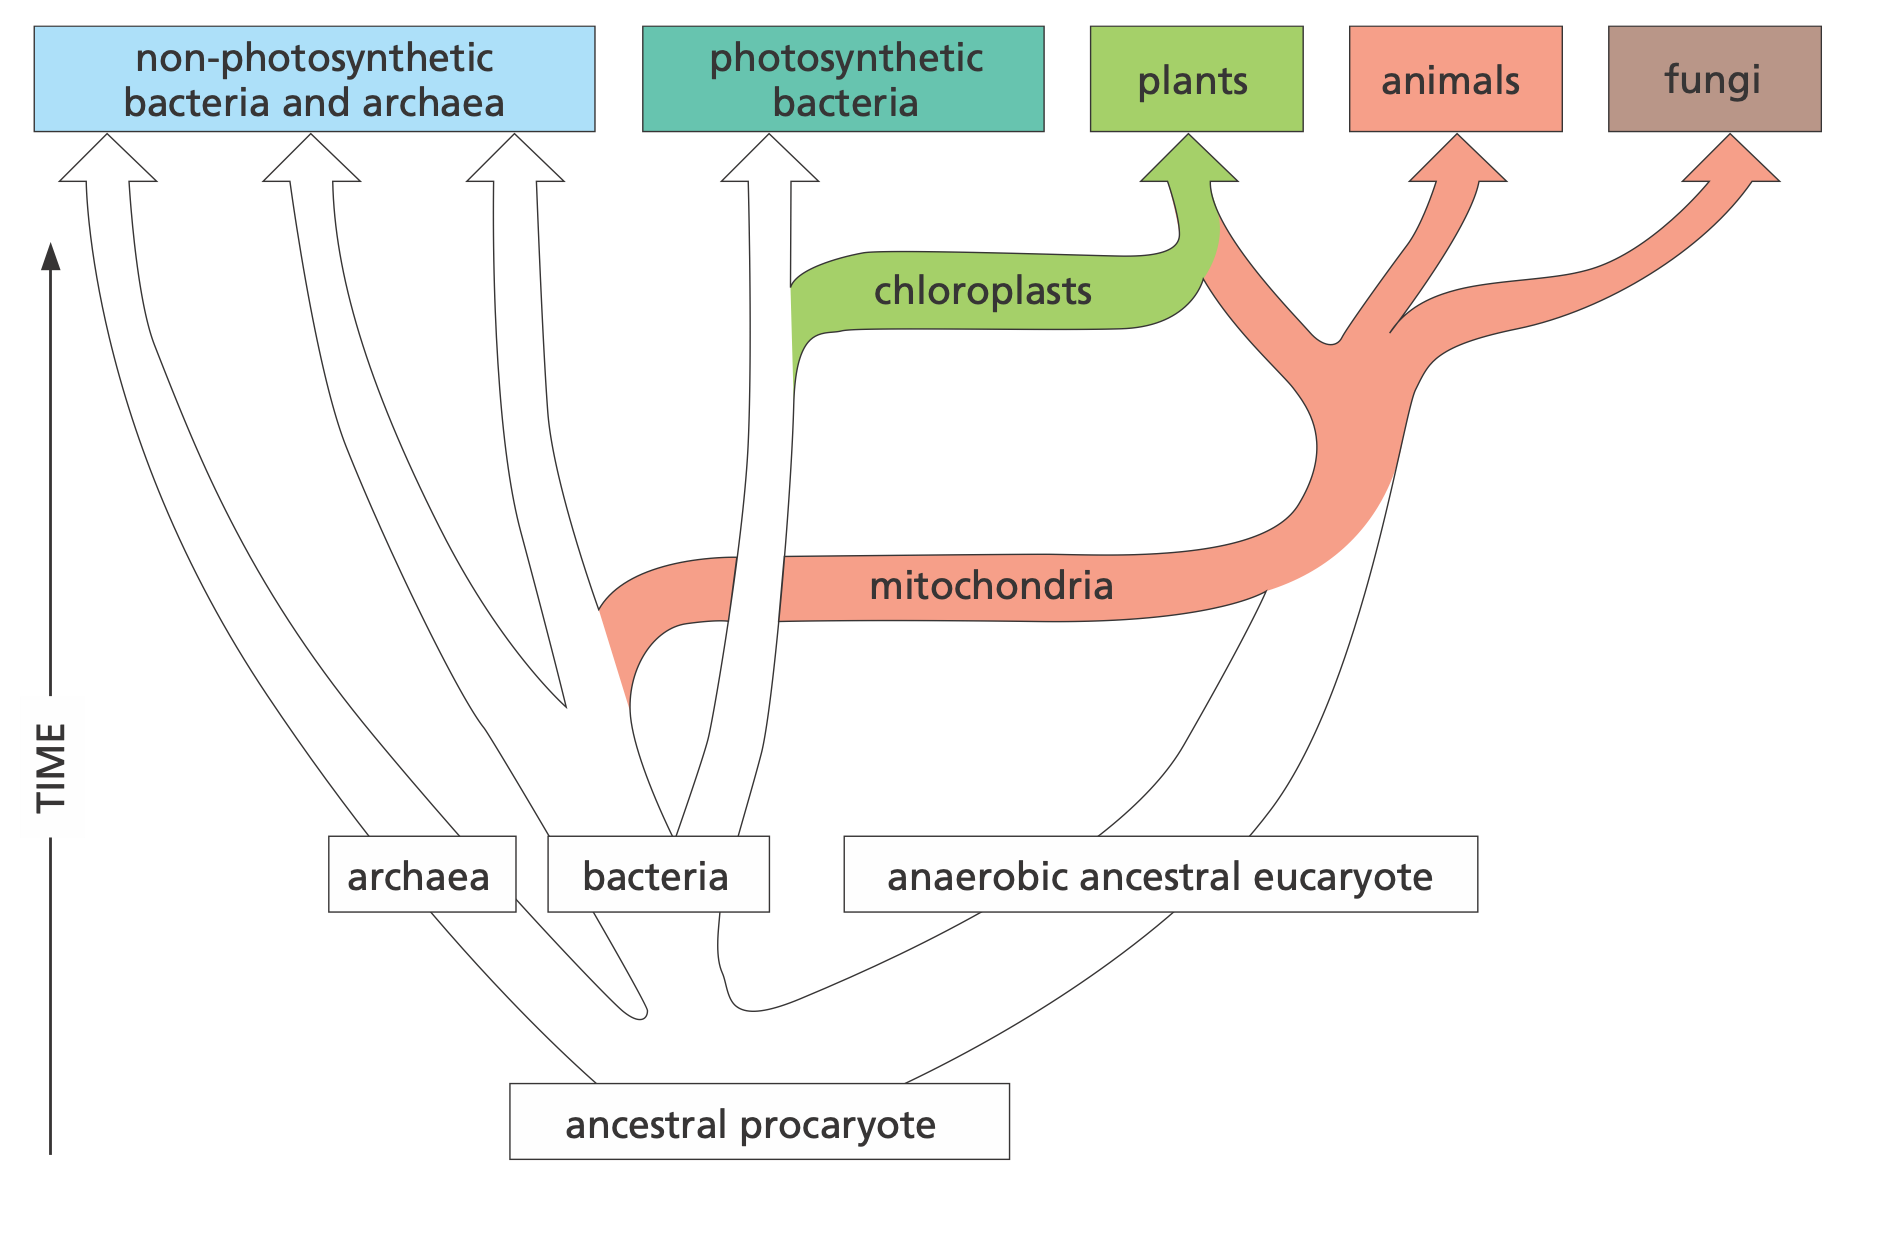 non-photosynthetic
bacteria and archaea
photosynthetic
bacteria
plants
animals
fungi
chloroplasts
mitochondria
TIME
archaea
bacteria
anaerobic ancestral eucaryote
ancestral procaryote